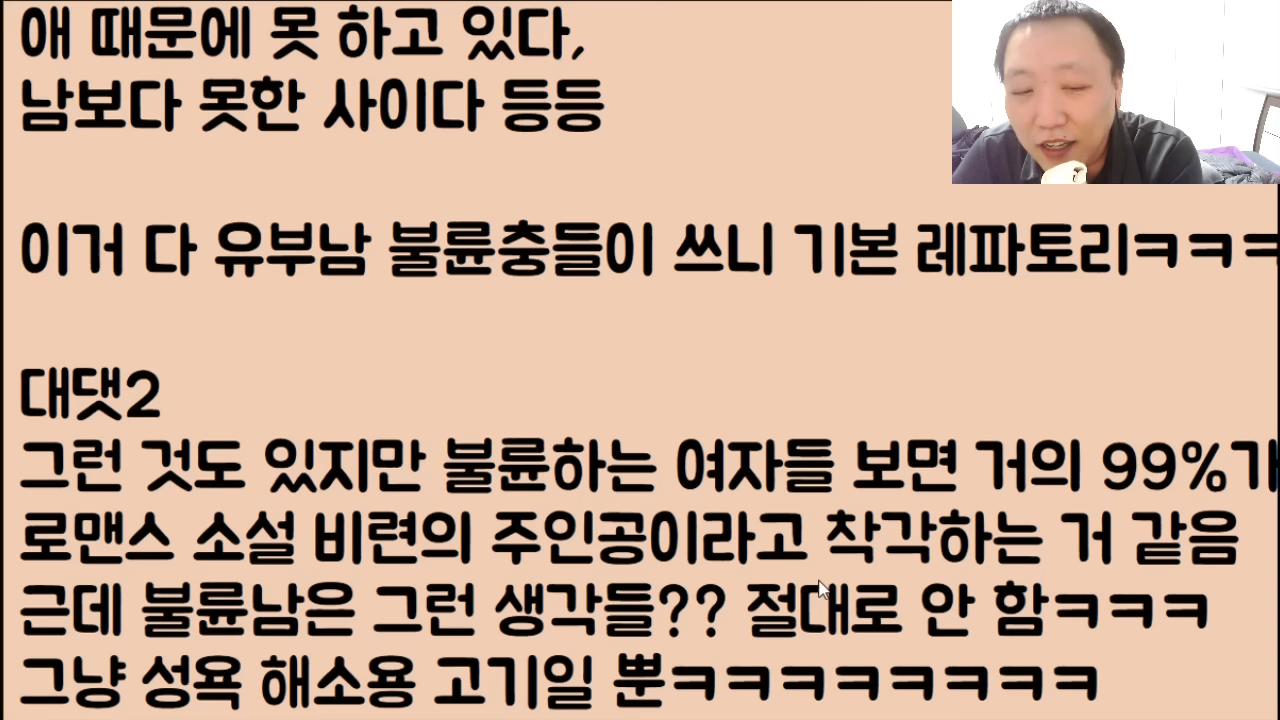 애 때문에 못 하고 있다,
남보다 못한 사이다 등등
이거 다 유부남 불륜충들이 쓰니 기본 레파토리ㅋㅋㅋ
대댓2
그런 것도 있지만 불륜하는 여자들 보면 거의 99%가
로맨스 소설 비련의 주인공이라고 착각하는 거 같음
근데 불륜남은 그런 생각들?? 절대로 안 함ㅋㅋㅋ
그냥 성욕 해소용 고기일 뿐ㅋㅋㅋㅋㅋㅋㅋㅋ